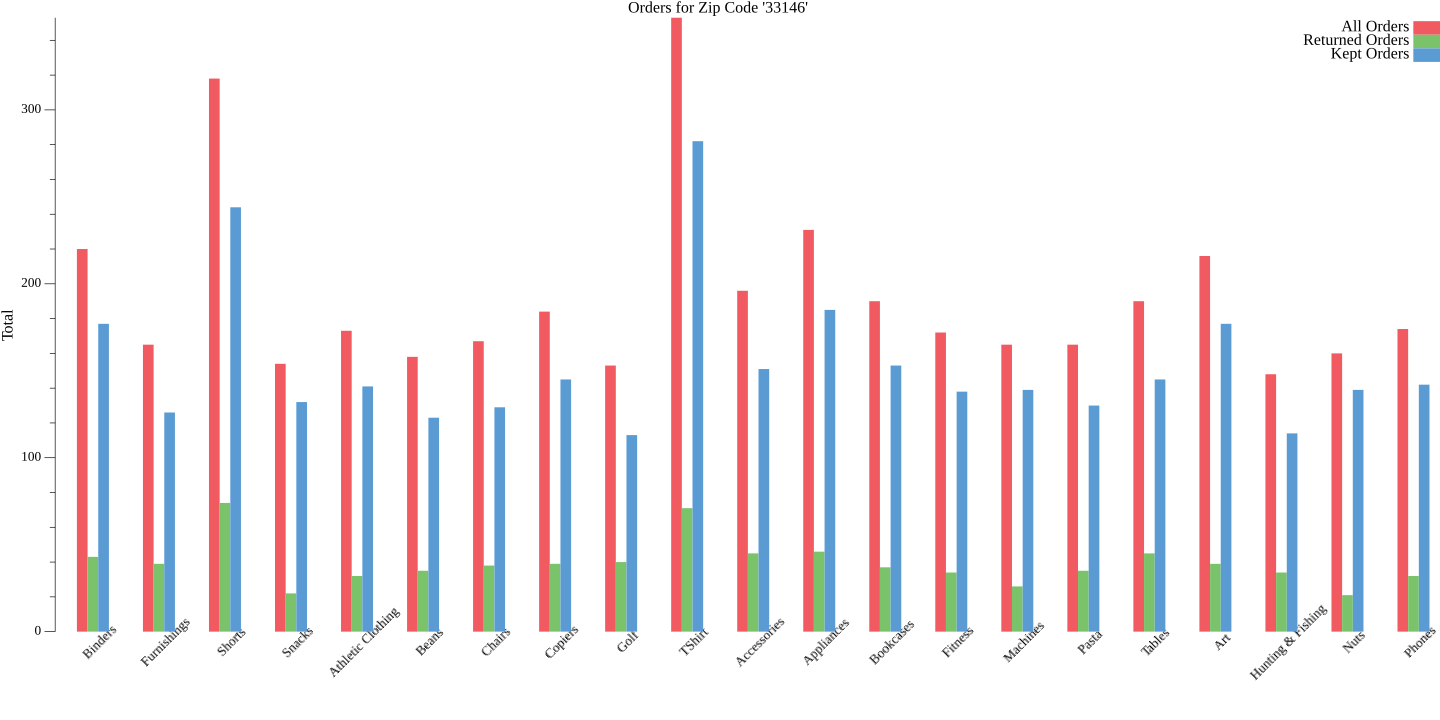 Orders for Zip Code '33146'
All Orders
Returned Orders
Kept Orders
Total
300
200
100
0
Binders
Furnishings
Shorts
Snacks
Athletic Clothing
Beans
Chairs
Copiers
Golf
TShirt
Accessories
Appliances
Bookcases
Fitness
Machines
Pasta
Tables
Art
Hunting & Fishing
Nuts
Phones